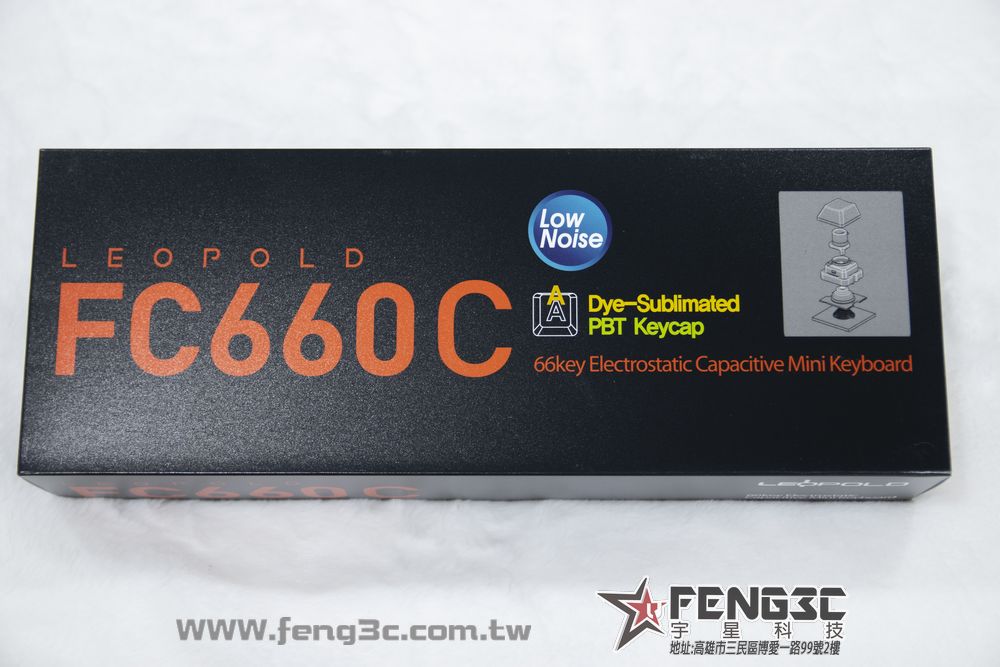 LEOPOLD
FC660C
Low
Noise
A
A
Dye-Sublimated
PBT Keycap
66key Electrostatic Capacitive Mini Keyboard
LEOPOLD
FC660C
LEOPOLD
www.feng3c.com.tw
FENG3C
宇星科技
地址:高雄市三民區博愛一路99號2樓